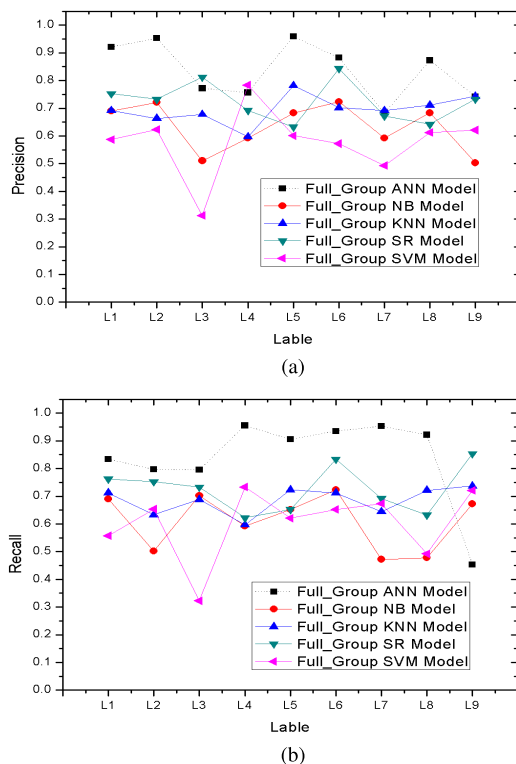 1.0
0.9
0.8
0.7
0.6
0.5
0.4
0.3
0.2
0.1
0.0
Precision
Full_Group ANN Model
Full_Group NB Model
Full_Group KNN Model
Full_Group SR Model
Full_Group SVM Model
L1 L2 L3 L4 L5 L6 L7 L8 L9
Lable
(a)
1.0
0.9
0.8
0.7
0.6
0.5
0.4
0.3
0.2
0.1
0.0
Recall
Full_Group ANN Model
Full_Group NB Model
Full_Group KNN Model
Full_Group SR Model
Full_Group SVM Model
L1 L2 L3 L4 L5 L6 L7 L8 L9
Lable
(b)